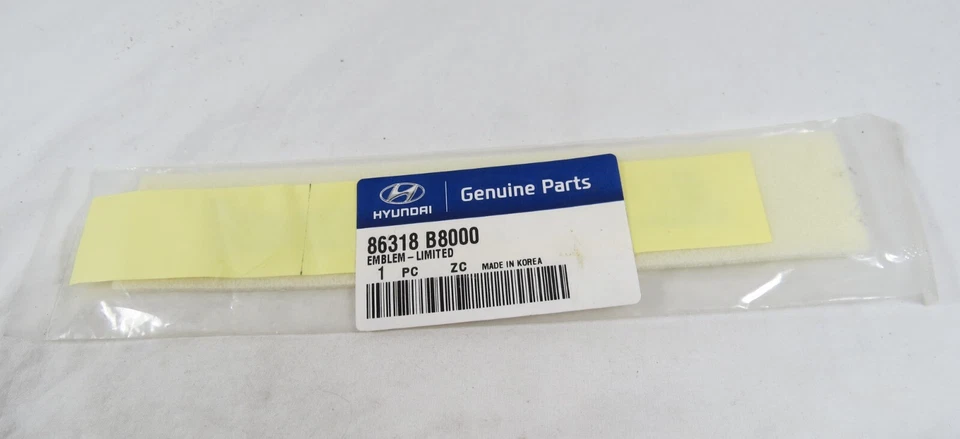 HYUNDAI
Genuine Parts
86318 B8000
EMBLEM-LIMITED
1 PC ZC MADE IN KOREA